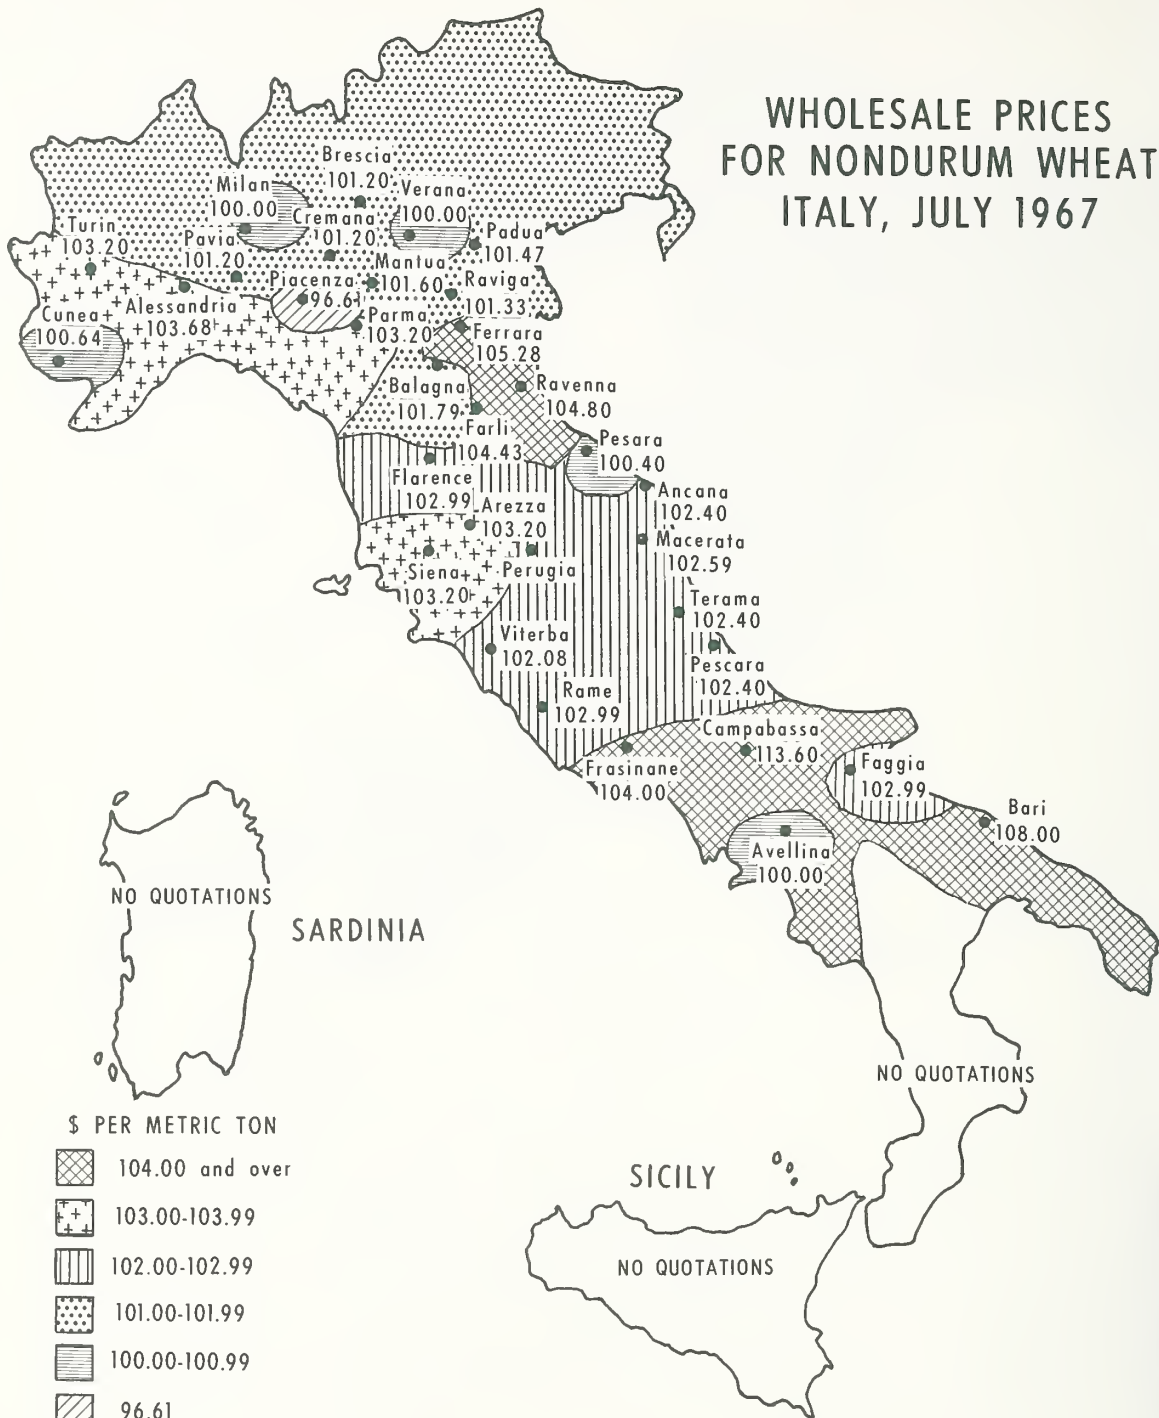 WHOLESALE PRICES
FOR NONDURUM WHEAT
ITALY, JULY 1967
Brescia
101.20
Milan
100.00
Verana
100.00
Cremana
101.20
Turin
103.20
Pavia
101.20
Padua
101.47
Mantua
101.60
Piacenza
96.61
Raviga
101.33
Cunea
100.64
Alessandria
103.68
Parma
103.20
Ferrara
105.28
Balagna
101.79
Ravenna
104.80
Farli
104.43
Pesara
100.40
Flarence
102.99
Ancana
102.40
Arezza
103.20
Macerata
102.59
Siena
103.20
Perugia
Terama
102.40
Viterba
102.08
Pescara
102.40
Rame
102.99
Campabassa
113.60
Frasinane
104.00
Faggia
102.99
Bari
108.00
Avellina
100.00
NO QUOTATIONS
SARDINIA
NO QUOTATIONS
SICILY
NO QUOTATIONS
$ PER METRIC TON
104.00 and over
103.00-103.99
102.00-102.99
101.00-101.99
100.00-100.99
96.61